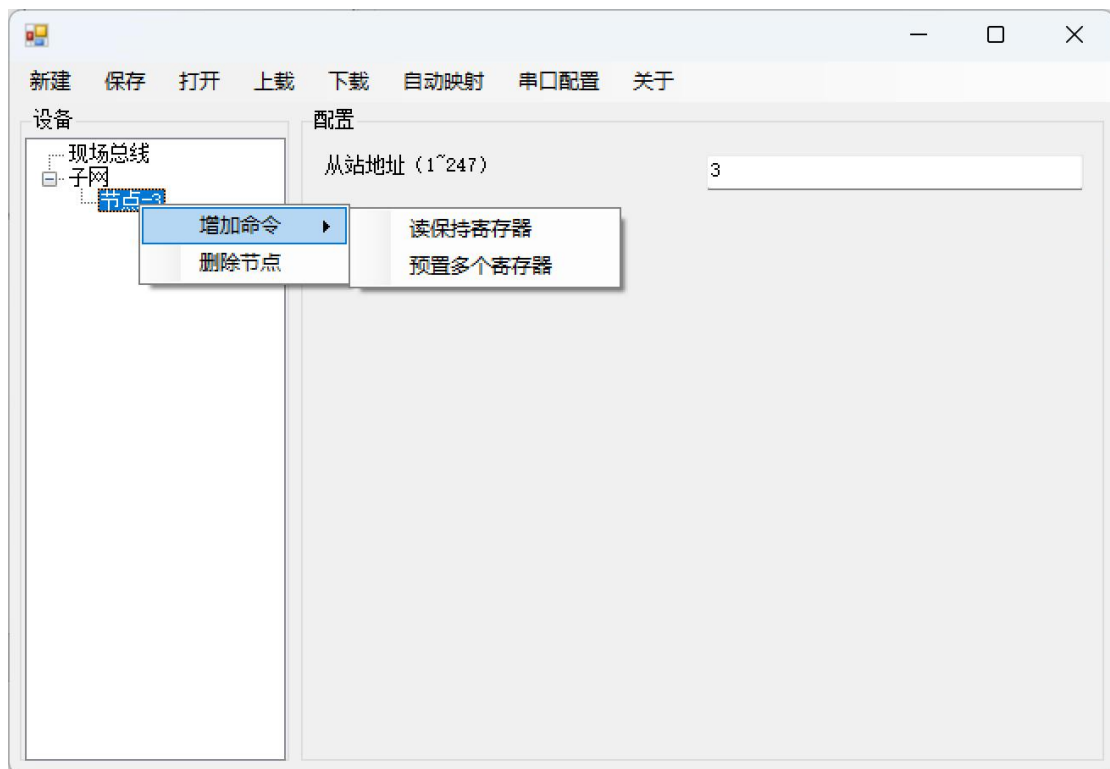 新建 保存 打开 上载 下载 自动映射 串口配置 关于
设备
现场总线
子网
节点-3
增加命令
删除节点
读保持寄存器
预置多个寄存器
配置
从站地址（1~247）
3